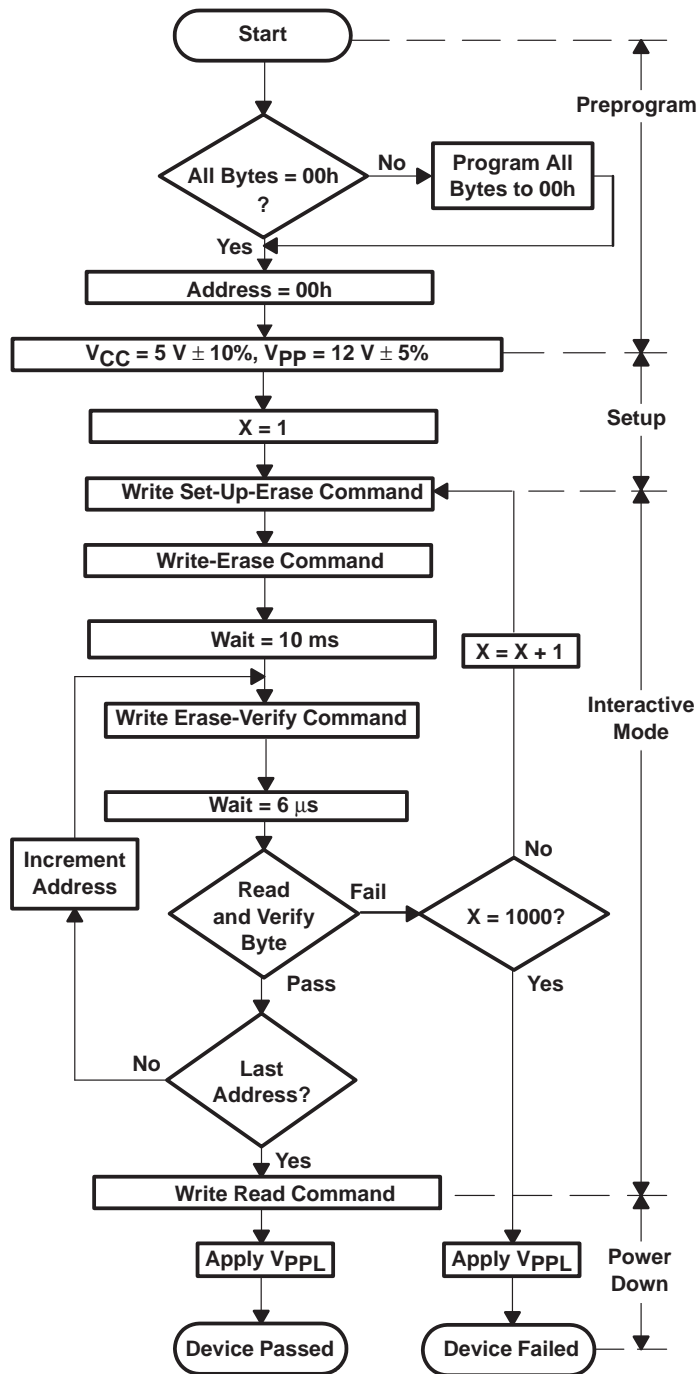 Start
Preprogram
All Bytes = 00h
?
No
Program All
Bytes to 00h
Yes
Address = 00h
VCC = 5 V ± 10%, VPP = 12 V ± 5%
Setup
X = 1
Write Set-Up-Erase Command
Write-Erase Command
Wait = 10 ms
X = X + 1
Interactive
Mode
Write Erase-Verify Command
Wait = 6 μs
Increment
Address
No
Read
and Verify
Byte
Fail
X = 1000?
Pass
Yes
No
Last
Address?
Yes
Write Read Command
Apply VPPL
Apply VPPL
Power
Down
Device Passed
Device Failed